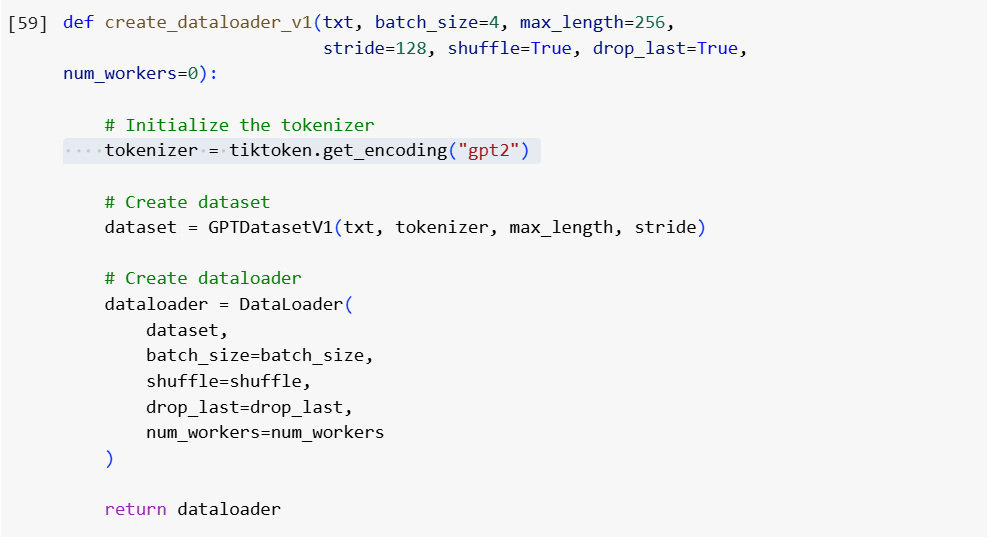 [59] def create_dataloader_v1(txt, batch_size=4, max_length=256,
                         stride=128, shuffle=True, drop_last=True,
num_workers=0):
    # Initialize the tokenizer
····tokenizer·=·tiktoken.get_encoding("gpt2")
    # Create dataset
    dataset = GPTDatasetV1(txt, tokenizer, max_length, stride)
    # Create dataloader
    dataloader = DataLoader(
        dataset,
        batch_size=batch_size,
        shuffle=shuffle,
        drop_last=drop_last,
        num_workers=num_workers
    )
    return dataloader